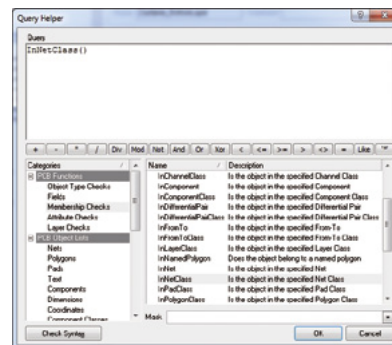 Query Helper
Query
InNetClass()
+ - * / Div Mod Not And Or Xor < <= >= > <> = Like '*'
Categories
PCB Functions
Object Type Checks
Fields
Membership Checks
Attribute Checks
Layer Checks
PCB Object Lists
Nets
Polygons
Pads
Text
Components
Dimensions
Coordinates
Component Classes
Name Description
InChannelClass Is the object in the specified Channel Class
InComponent Is the object in the specified Component
InComponentClass Is the object in the specified Component Class
InDifferentialPair Is the object in the specified Differential Pair
InDifferentialPairClass Is the object in the specified Differential Pair Class
InFromTo Is the object in the specified From-To
InFromToClass Is the object in the specified From-To Class
InLayerClass Is the object in the specified Layer Class
InNamedPolygon Does the object belong to a named polygon
InNet Is the object in the specified Net
InNetClass Is the object in the specified Net Class
InPadClass Is the object in the specified Pad Class
InPolygonClass Is the object in the specified Polygon Class
Mask
Check Syntax OK Cancel